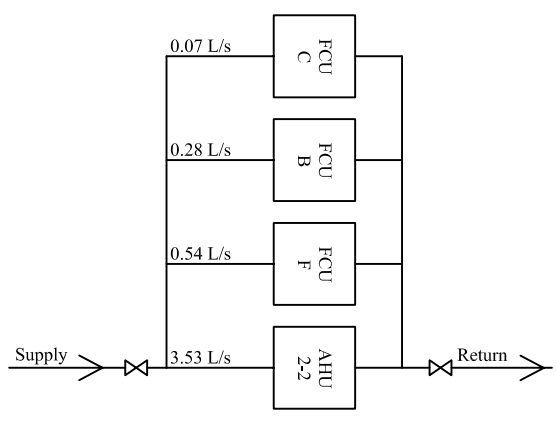 0.07 L/s
FCU
C
0.28 L/s
FCU
B
0.54 L/s
FCU
F
Supply
3.53 L/s
AHU
2-2
Return